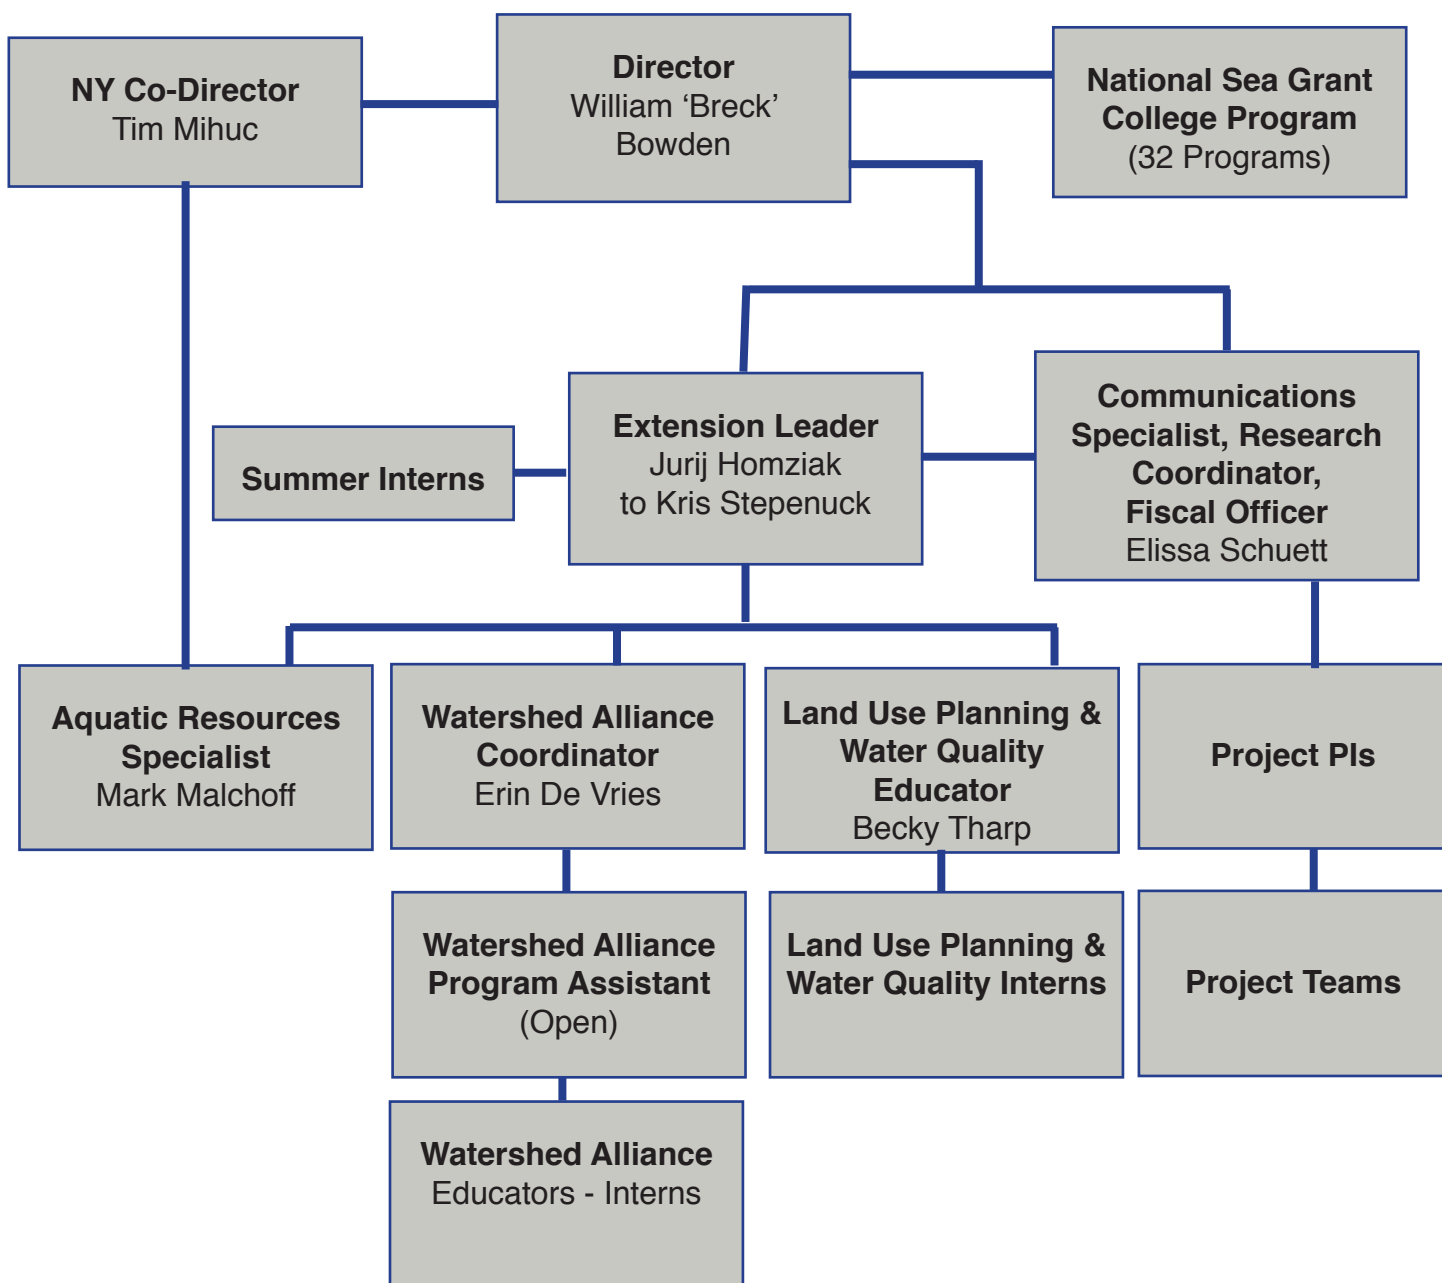 NY Co-Director
Tim Mihuc
Director
William ‘Breck’
Bowden
National Sea Grant
College Program
(32 Programs)
Summer Interns
Extension Leader
Jurij Homziak
to Kris Stepenuck
Communications
Specialist, Research
Coordinator,
Fiscal Officer
Elissa Schuett
Aquatic Resources
Specialist
Mark Malchoff
Watershed Alliance
Coordinator
Erin De Vries
Land Use Planning &
Water Quality
Educator
Becky Tharp
Project PIs
Watershed Alliance
Program Assistant
(Open)
Land Use Planning &
Water Quality Interns
Project Teams
Watershed Alliance
Educators - Interns